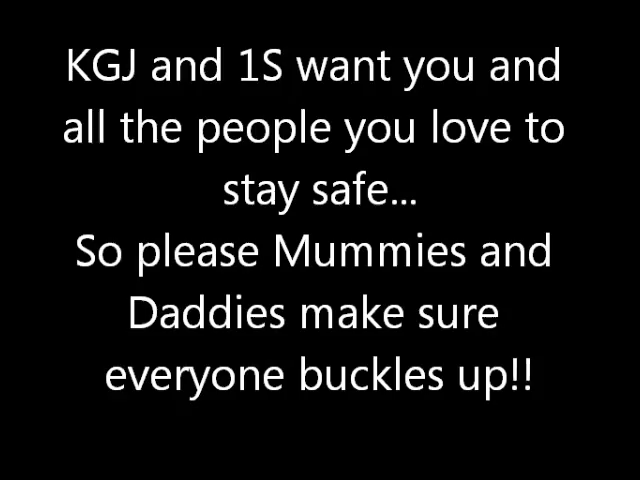 KGJ and 1S want you and
all the people you love to
stay safe...
So please Mummies and
Daddies make sure
everyone buckles up!!